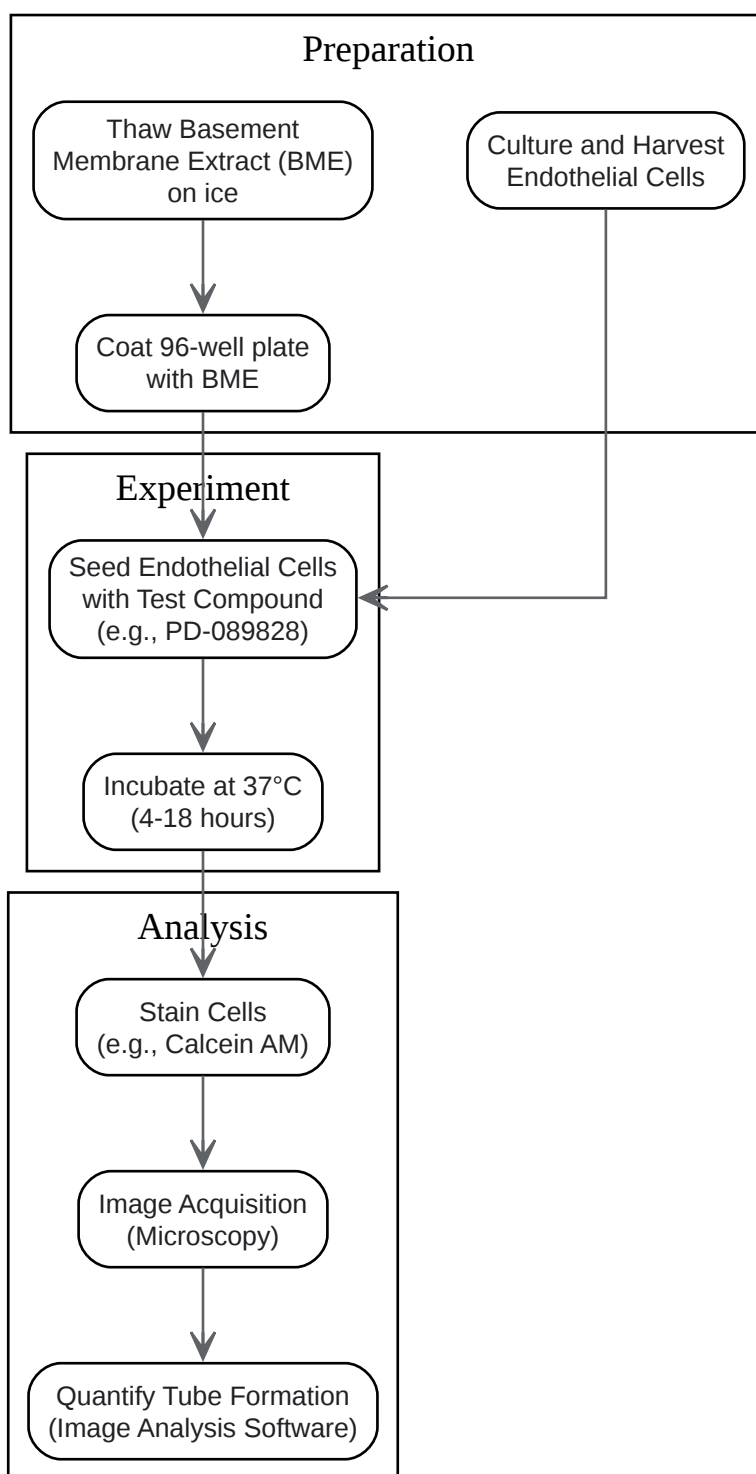 Preparation
Thaw Basement
Membrane Extract (BME)
on ice
Culture and Harvest
Endothelial Cells
Coat 96-well plate
with BME
Experiment
Seed Endothelial Cells
with Test Compound
(e.g., PD-089828)
Incubate at 37°C
(4-18 hours)
Analysis
Stain Cells
(e.g., Calcein AM)
Image Acquisition
(Microscopy)
Quantify Tube Formation
(Image Analysis Software)